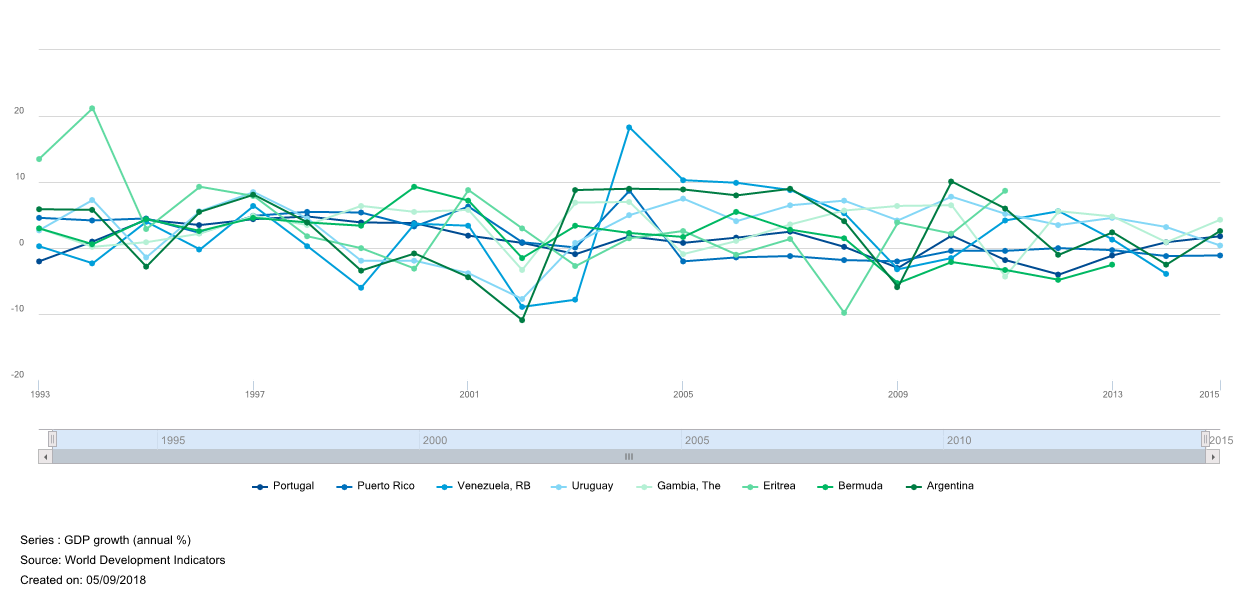 20
10
0
-10
-20
1993 1997 2001 2005 2009 2013 2015
1995 2000 2005 2010 2015
Portugal Puerto Rico Venezuela, RB Uruguay Gambia, The Eritrea Bermuda Argentina
Series : GDP growth (annual %)
Source: World Development Indicators
Created on: 05/09/2018